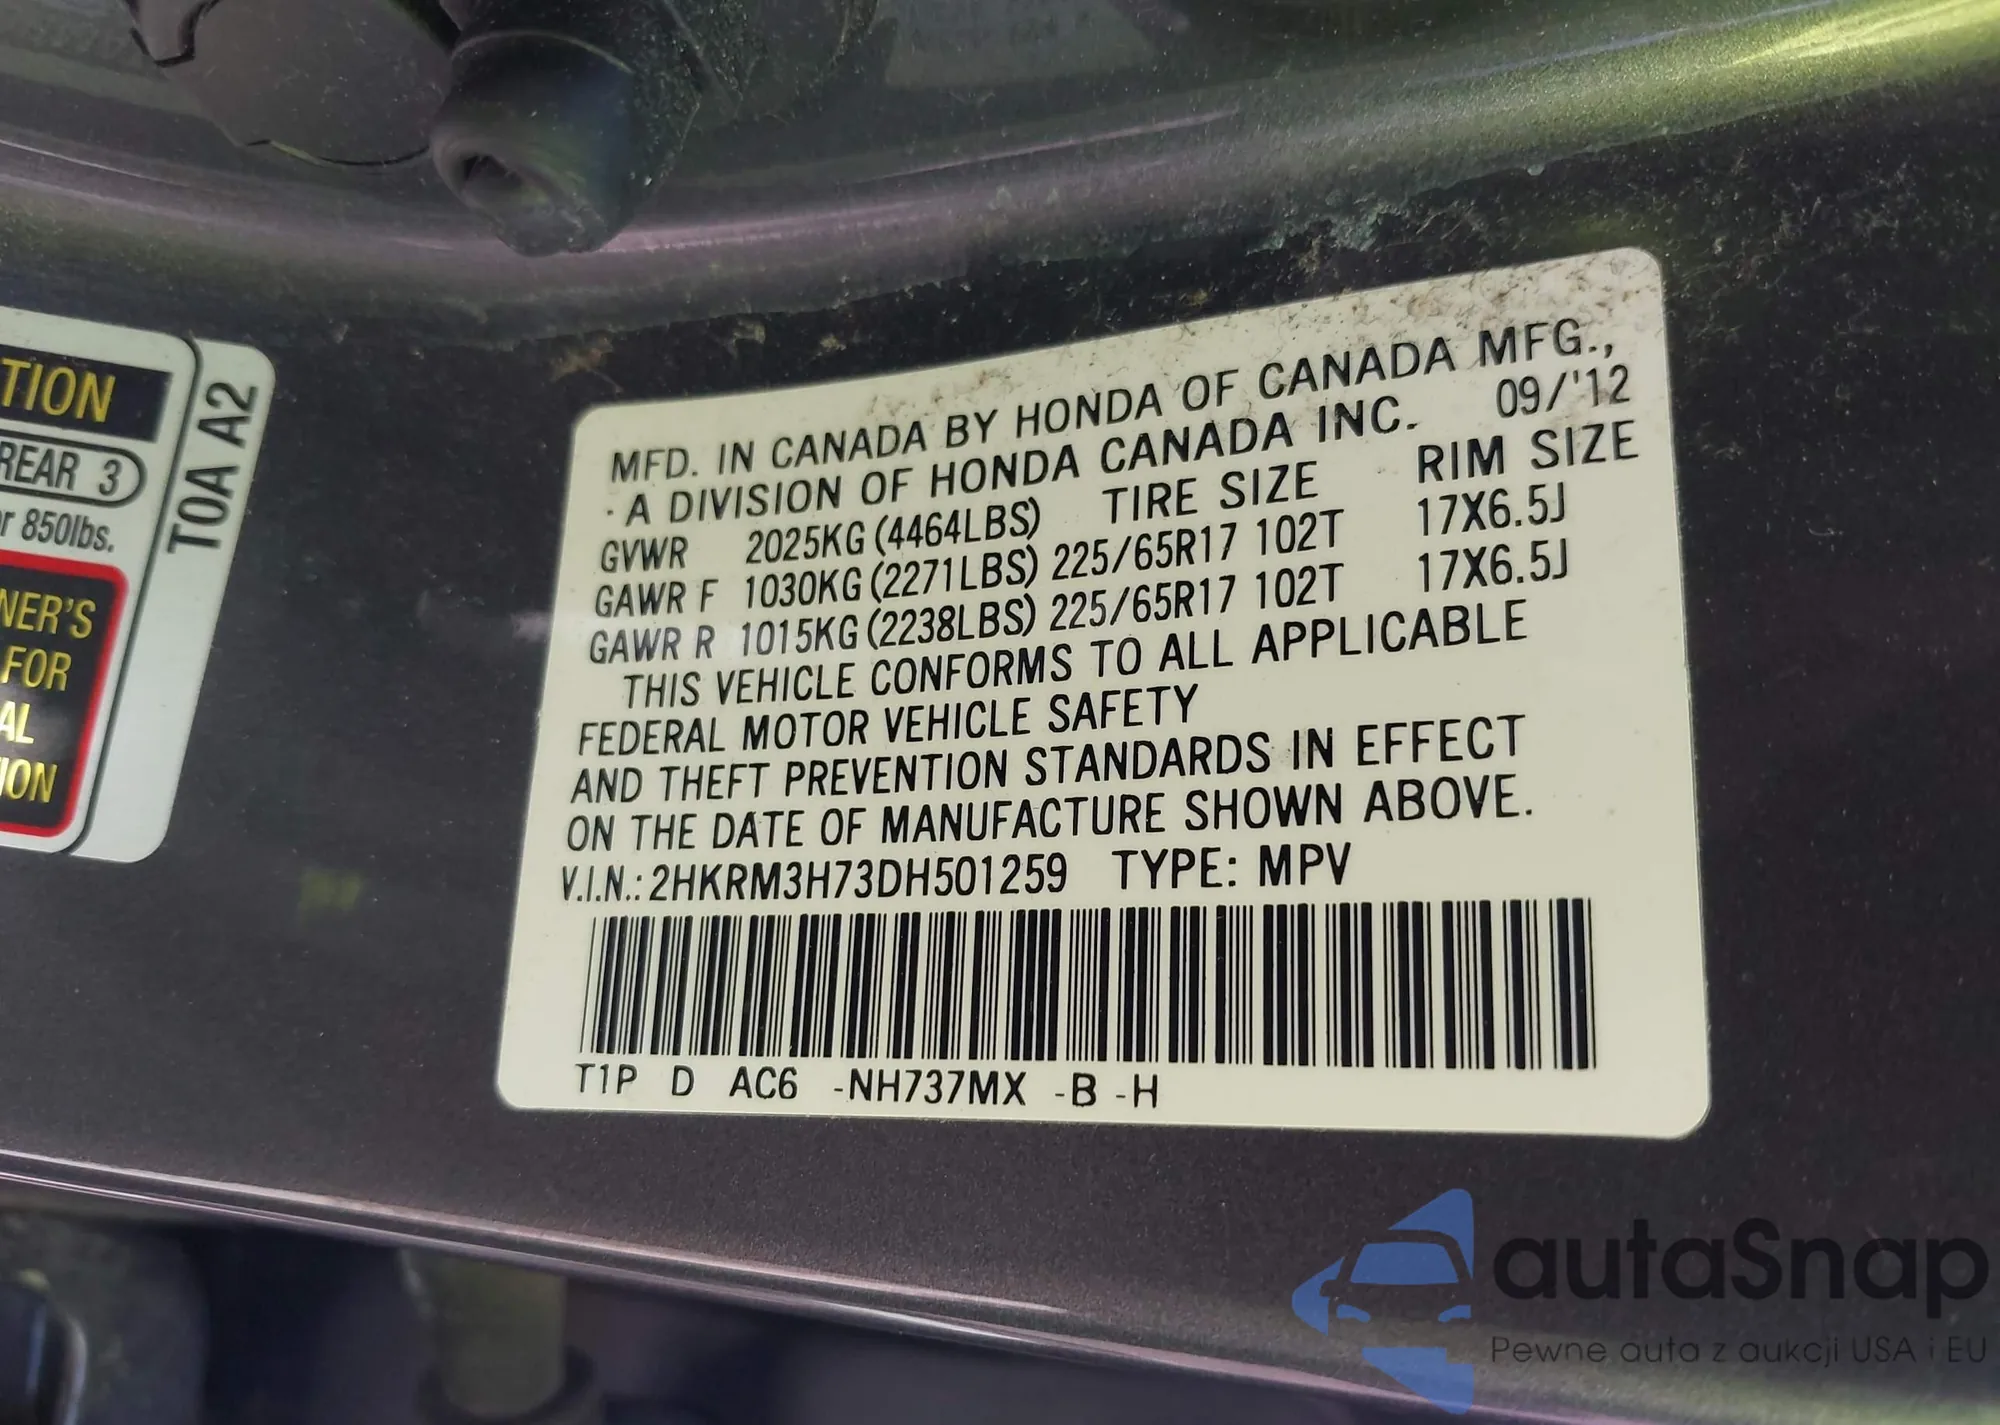 TION
REAR 3
r 850lbs.
NER'S
FOR
AL
ION
T0A A2
MFD. IN CANADA BY HONDA OF CANADA MFG.,
A DIVISION OF HONDA CANADA INC. 09/'12
GVWR 2025KG (4464LBS) TIRE SIZE RIM SIZE
GAWR F 1030KG (2271LBS) 225/65R17 102T 17X6.5J
GAWR R 1015KG (2238LBS) 225/65R17 102T 17X6.5J
THIS VEHICLE CONFORMS TO ALL APPLICABLE
FEDERAL MOTOR VEHICLE SAFETY
AND THEFT PREVENTION STANDARDS IN EFFECT
ON THE DATE OF MANUFACTURE SHOWN ABOVE.
V.I.N.: 2HKRM3H73DH501259 TYPE: MPV
T1P D AC6 -NH737MX -B -H
autaSnap
Pewne auta z aukcji USA i EU